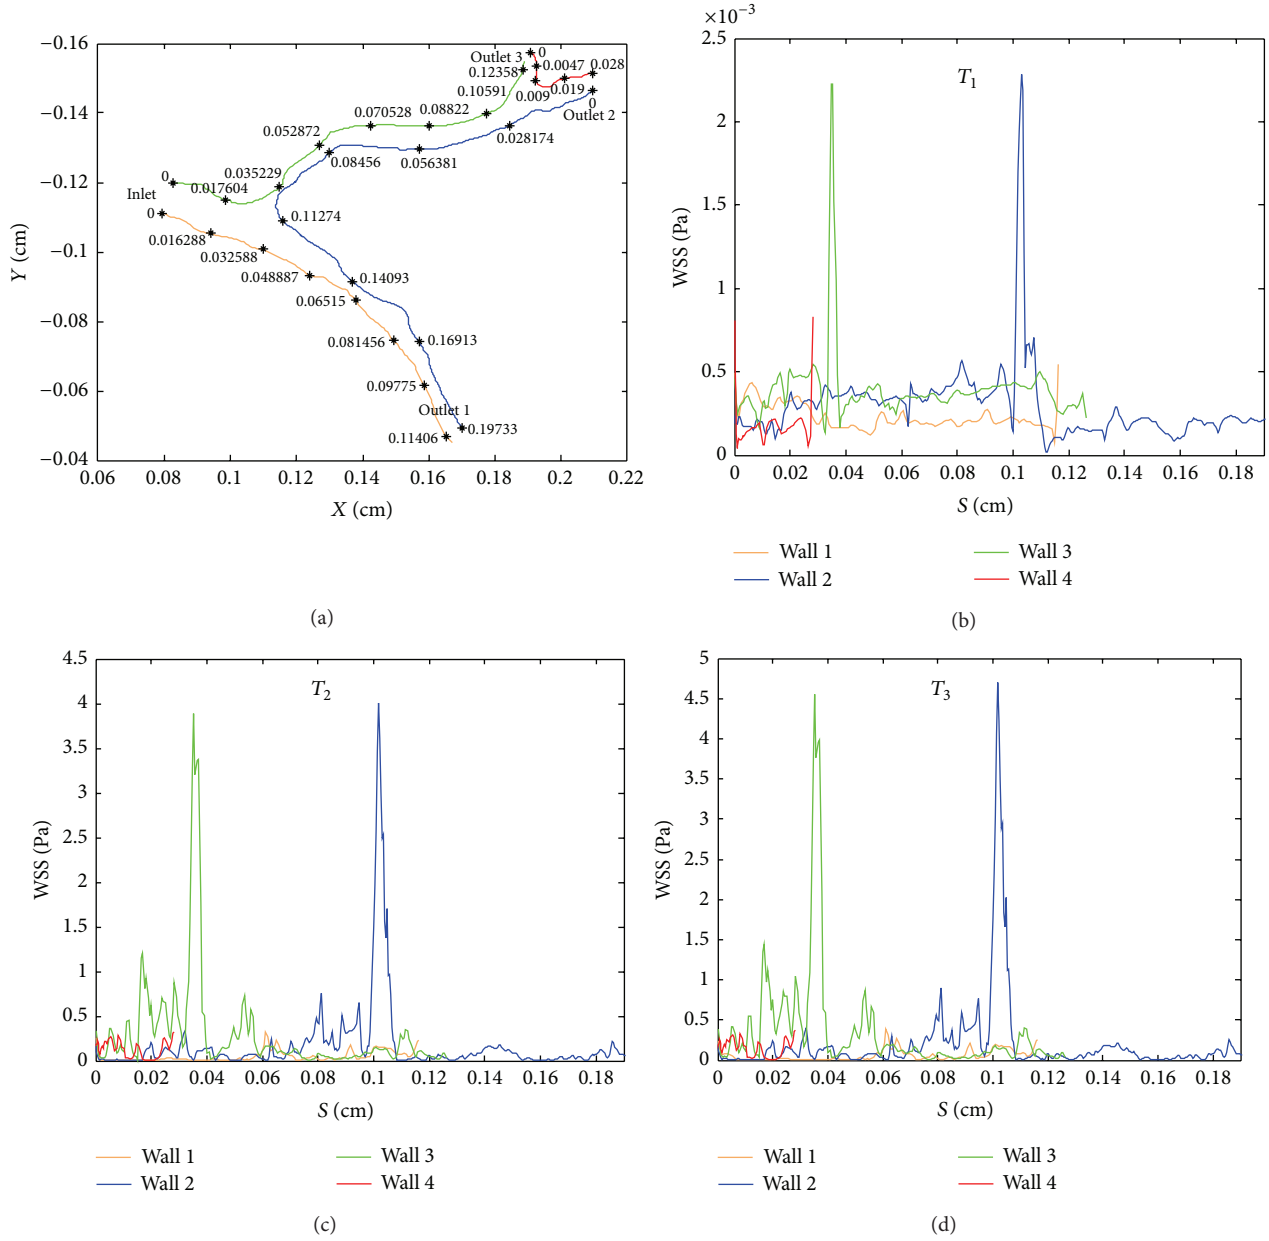 −0.16
−0.14
−0.12
−0.1
−0.08
−0.06
−0.04
Y (cm)
0.06 0.08 0.1 0.12 0.14 0.16 0.18 0.2 0.22
X (cm)
Outlet 3 0
0.12358 0.0047 0.028
0.10591 0.009 0.019
0
Outlet 2
0.070528 0.08822
0.028174
0.052872
0.08456 0.056381
0.035229
0 0.017604
Inlet
0
0.11274
0.016288
0.032588
0.048887 0.14093
0.06515
0.081456 0.16913
0.09775
Outlet 1
0.11406 0.19733
(a)
×10−3
2.5
2
1.5
1
0.5
0
WSS (Pa)
T1
0 0.02 0.04 0.06 0.08 0.1 0.12 0.14 0.16 0.18
S (cm)
Wall 1 Wall 3
Wall 2 Wall 4
(b)
4.5
4
3.5
3
2.5
2
1.5
1
0.5
0
WSS (Pa)
T2
0 0.02 0.04 0.06 0.08 0.1 0.12 0.14 0.16 0.18
S (cm)
Wall 1 Wall 3
Wall 2 Wall 4
(c)
5
4.5
4
3.5
3
2.5
2
1.5
1
0.5
0
WSS (Pa)
T3
0 0.02 0.04 0.06 0.08 0.1 0.12 0.14 0.16 0.18
S (cm)
Wall 1 Wall 3
Wall 2 Wall 4
(d)